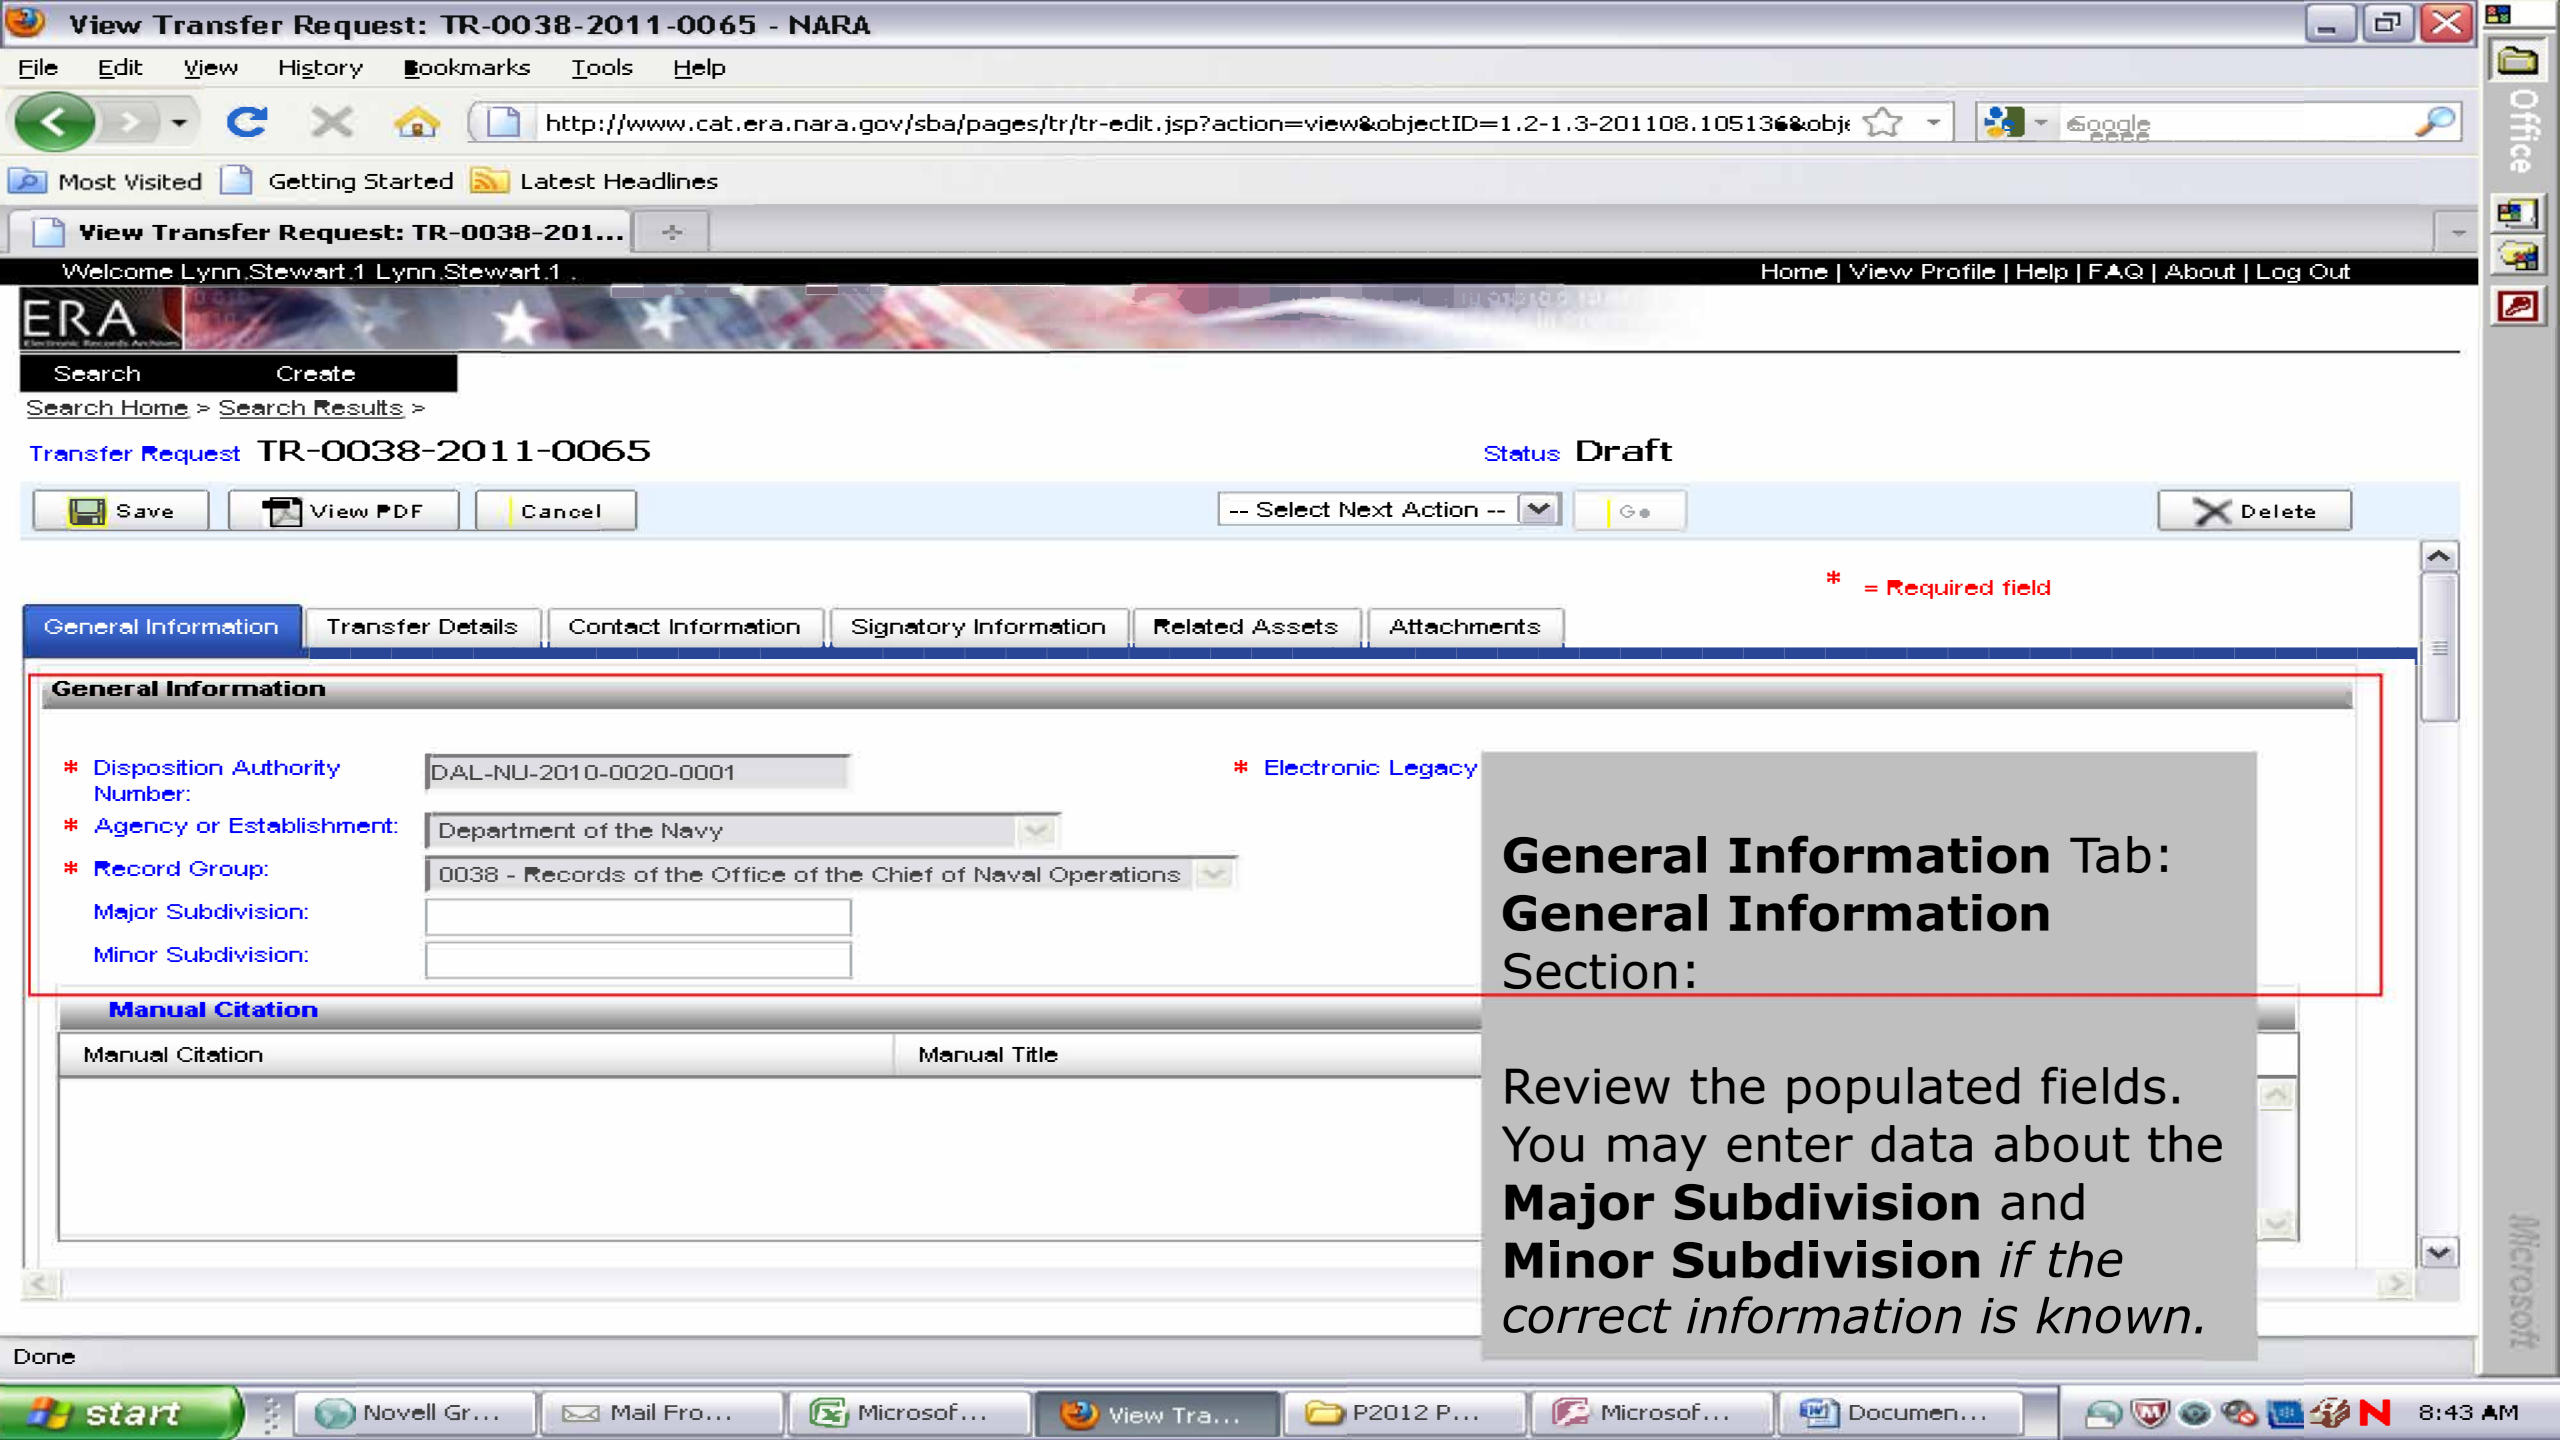 View Transfer Request: TR-0038-2011-0065 - NARA
File Edit View History Bookmarks Tools Help
http://www.cat.era.nara.gov/sba/pages/tr/tr-edit.jsp?action=view&objectID=1.2-1.3-201108.105136&obje
Google
Most Visited Getting Started Latest Headlines
View Transfer Request: TR-0038-201...
Welcome Lynn.Stewart.1 Lynn.Stewart.1 .
Home | View Profile | Help | FAQ | About | Log Out
ERA
Electronic Records Archives
Search Create
Search Home > Search Results >
Transfer Request TR-0038-2011-0065
Status Draft
Save View PDF Cancel
-- Select Next Action -- Go
Delete
* = Required field
General Information Transfer Details Contact Information Signatory Information Related Assets Attachments
General Information
* Disposition Authority Number: DAL-NU-2010-0020-0001
* Electronic Legacy
* Agency or Establishment: Department of the Navy
* Record Group: 0038 - Records of the Office of the Chief of Naval Operations
Major Subdivision:
Minor Subdivision:
Manual Citation
Manual Citation Manual Title
General Information Tab:
General Information
Section:
Review the populated fields.
You may enter data about the
Major Subdivision and
Minor Subdivision if the
correct information is known.
Done
start Novell Gr... Mail Fro... Microsof... View Tra... P2012 P... Microsof... Documen... 8:43 AM
Office
Microsoft